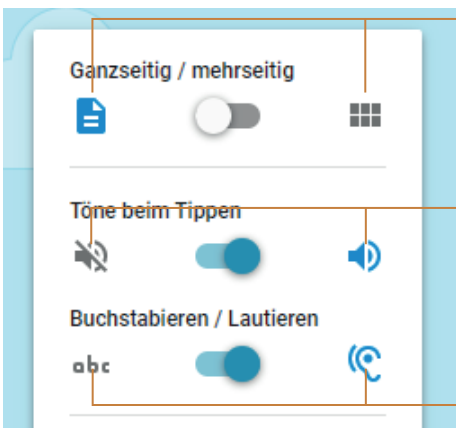 Ganzseitig / mehrseitig
Töne beim Tippen
Buchstabieren / Lautieren
abc